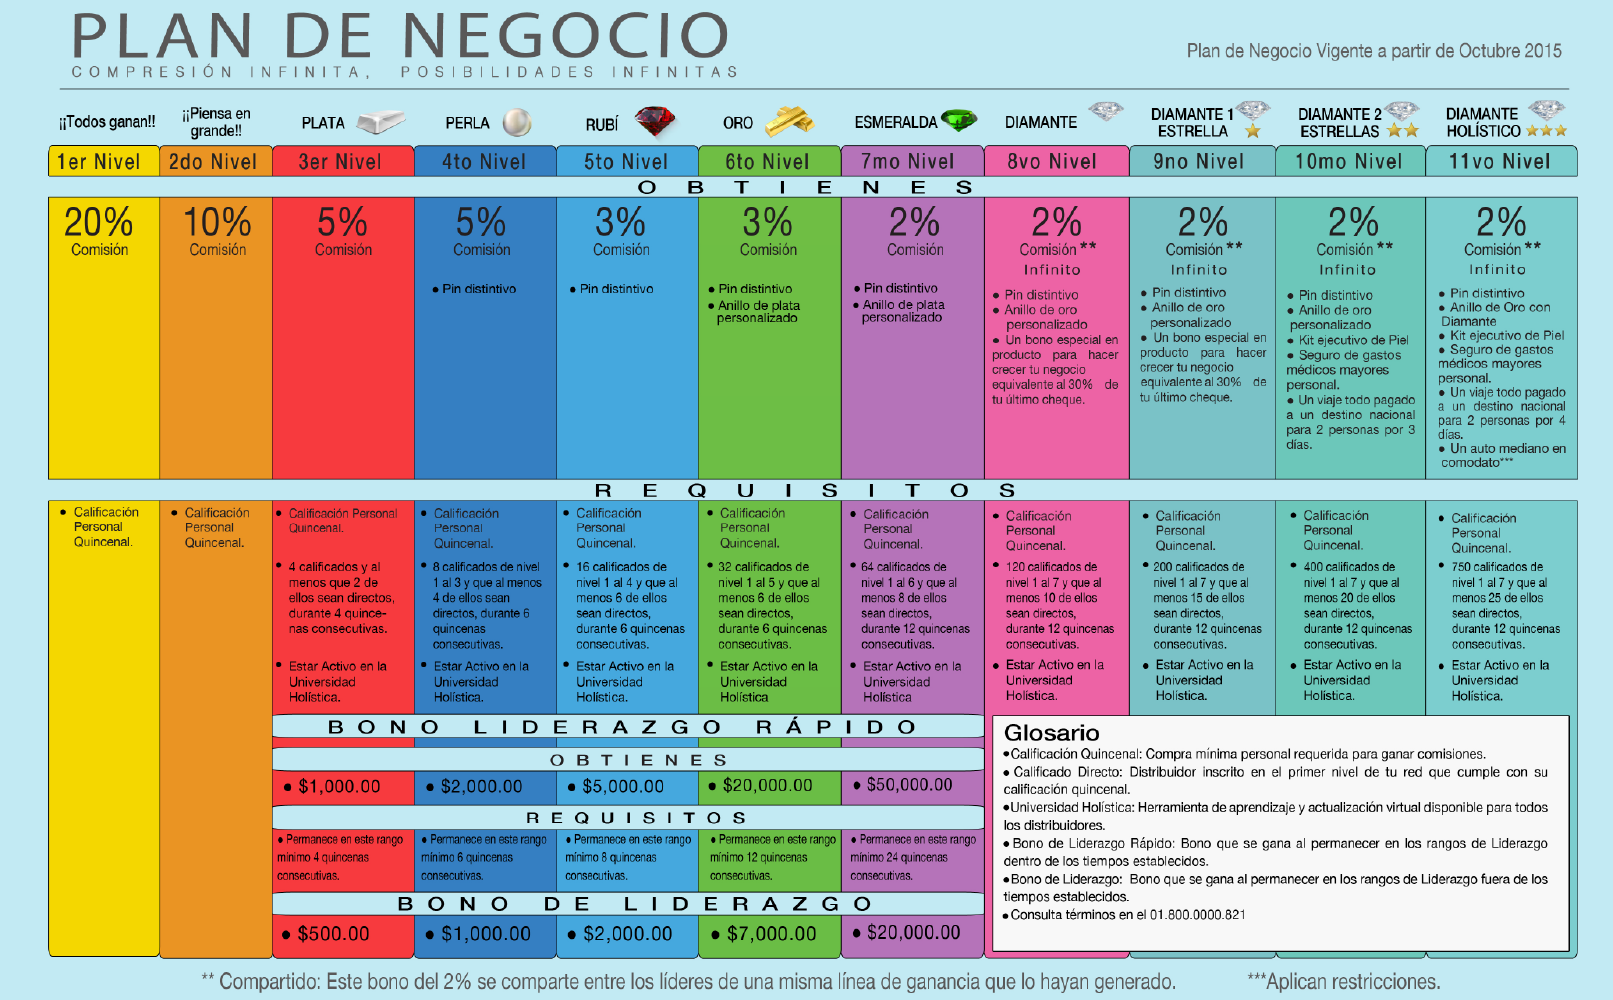 PLAN DE NEGOCIO
COMPRESIÓN INFINITA, POSIBILIDADES INFINITAS
Plan de Negocio Vigente a partir de Octubre 2015
¡¡Todos ganan!!
¡¡Piensa en
grande!!
PLATA
PERLA
RUBÍ
ORO
ESMERALDA
DIAMANTE
DIAMANTE 1
ESTRELLA
DIAMANTE 2
ESTRELLAS
DIAMANTE
HOLÍSTICO
1er Nivel
2do Nivel
3er Nivel
4to Nivel
5to Nivel
6to Nivel
7mo Nivel
8vo Nivel
9no Nivel
10mo Nivel
11vo Nivel
OBTIENES
20%
Comisión
10%
Comisión
5%
Comisión
5%
Comisión
● Pin distintivo
3%
Comisión
● Pin distintivo
3%
Comisión
● Pin distintivo
● Anillo de plata
personalizado
2%
Comisión
● Pin distintivo
● Anillo de plata
personalizado
2%
Comisión **
Infinito
● Pin distintivo
● Anillo de oro
personalizado
● Un bono especial en
producto para hacer
crecer tu negocio
equivalente al 30% de
tu último cheque.
2%
Comisión **
Infinito
● Pin distintivo
● Anillo de oro
personalizado
● Un bono especial en
producto para hacer
crecer tu negocio
equivalente al 30% de
tu último cheque.
2%
Comisión **
Infinito
● Pin distintivo
● Anillo de oro
personalizado
● Kit ejecutivo de Piel
● Seguro de gastos
médicos mayores
personal.
● Un viaje todo pagado
a un destino nacional
para 2 personas por 3
días.
2%
Comisión **
Infinito
● Pin distintivo
● Anillo de Oro con
Diamante
● Kit ejecutivo de Piel
● Seguro de gastos
médicos mayores
personal.
● Un viaje todo pagado
a un destino nacional
para 2 personas por 4
días.
● Un auto mediano en
comodato***
REQUISITOS
● Calificación
Personal
Quincenal.
● Calificación
Personal
Quincenal.
● Calificación Personal
Quincenal.
● 4 calificados y al
menos que 2 de
ellos sean directos,
durante 4 quince-
nas consecutivas.
● Estar Activo en la
Universidad
Holística.
● Calificación
Personal
Quincenal.
● 8 calificados de nivel
1 al 3 y que al menos
4 de ellos sean
directos, durante 6
quincenas
consecutivas.
● Estar Activo en la
Universidad
Holística.
● Calificación
Personal
Quincenal.
● 16 calificados de
nivel 1 al 4 y que al
menos 6 de ellos
sean directos,
durante 6 quincenas
consecutivas.
● Estar Activo en la
Universidad
Holística.
● Calificación
Personal
Quincenal.
● 32 calificados de
nivel 1 al 5 y que al
menos 6 de ellos
sean directos,
durante 6 quincenas
consecutivas.
● Estar Activo en la
Universidad
Holística
● Calificación
Personal
Quincenal.
● 64 calificados de
nivel 1 al 6 y que al
menos 8 de ellos
sean directos,
durante 12 quincenas
consecutivas.
● Estar Activo en la
Universidad
Holística
● Calificación
Personal
Quincenal.
● 120 calificados de
nivel 1 al 7 y que al
menos 10 de ellos
sean directos,
durante 12 quincenas
consecutivas.
● Estar Activo en la
Universidad
Holística.
● Calificación
Personal
Quincenal.
● 200 calificados de
nivel 1 al 7 y que al
menos 15 de ellos
sean directos,
durante 12 quincenas
consecutivas.
● Estar Activo en la
Universidad
Holística.
● Calificación
Personal
Quincenal.
● 400 calificados de
nivel 1 al 7 y que al
menos 20 de ellos
sean directos,
durante 12 quincenas
consecutivas.
● Estar Activo en la
Universidad
Holística.
● Calificación
Personal
Quincenal.
● 750 calificados de
nivel 1 al 7 y que al
menos 25 de ellos
sean directos,
durante 12 quincenas
consecutivas.
● Estar Activo en la
Universidad
Holística.
BONO LIDERAZGO RÁPIDO
OBTIENES
● $1,000.00
● $2,000.00
● $5,000.00
● $20,000.00
● $50,000.00
REQUISITOS
● Permanece en este rango
mínimo 4 quincenas
consecutivas.
● Permanece en este rango
mínimo 6 quincenas
consecutivas.
● Permanece en este rango
mínimo 8 quincenas
consecutivas.
● Permanece en este rango
mínimo 12 quincenas
consecutivas.
● Permanece en este rango
mínimo 24 quincenas
consecutivas.
BONO DE LIDERAZGO
● $500.00
● $1,000.00
● $2,000.00
● $7,000.00
● $20,000.00
Glosario
●Calificación Quincenal: Compra mínima personal requerida para ganar comisiones.
● Calificado Directo: Distribuidor inscrito en el primer nivel de tu red que cumple con su
calificación quincenal.
●Universidad Holística: Herramienta de aprendizaje y actualización virtual disponible para todos
los distribuidores.
● Bono de Liderazgo Rápido: Bono que se gana al permanecer en los rangos de Liderazgo
dentro de los tiempos establecidos.
●Bono de Liderazgo: Bono que se gana al permanecer en los rangos de Liderazgo fuera de los
tiempos establecidos.
●Consulta términos en el 01.800.0000.821
** Compartido: Este bono del 2% se comparte entre los líderes de una misma línea de ganancia que lo hayan generado.
***Aplican restricciones.